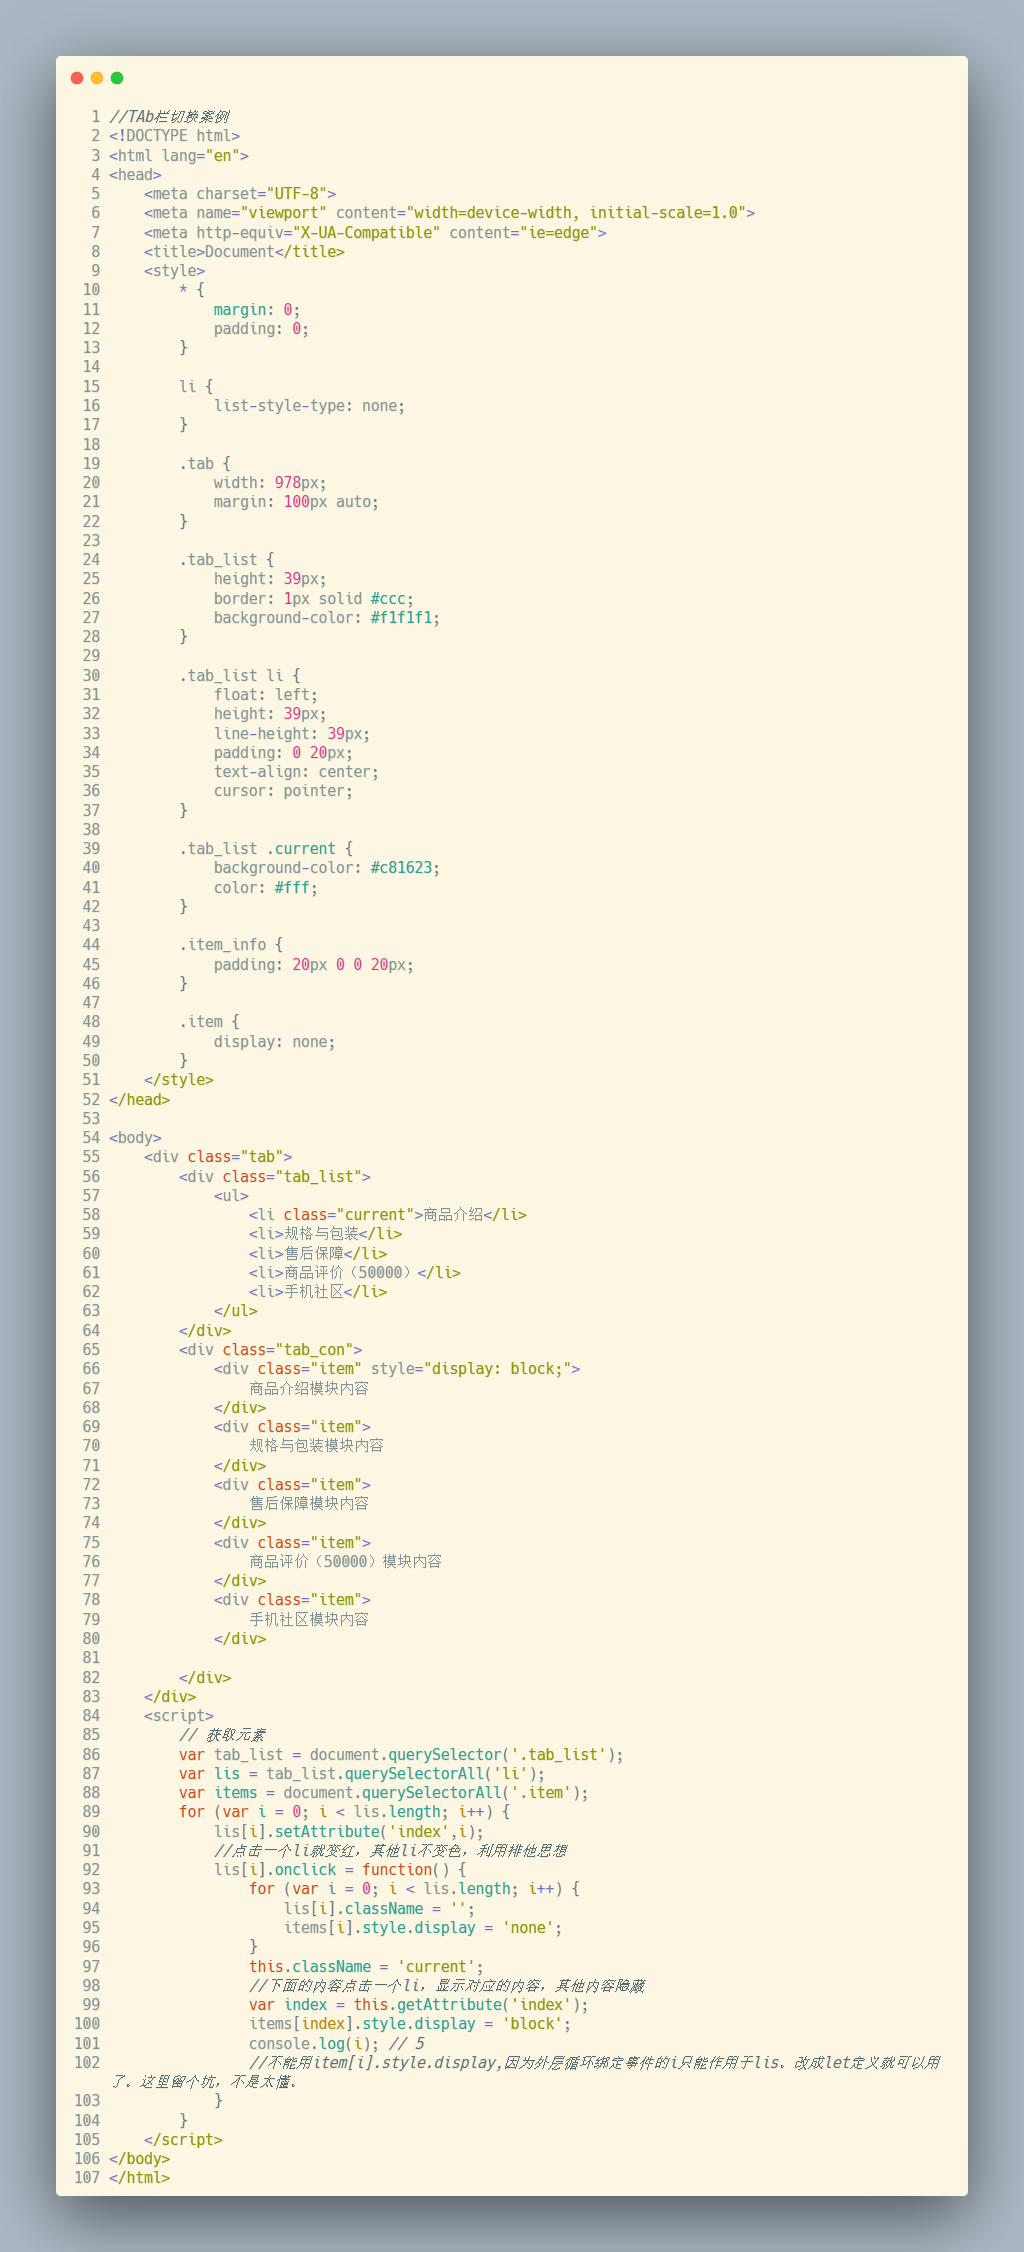 1 //TAb栏切换案例
2 <!DOCTYPE html>
3 <html lang="en">
4 <head>
5     <meta charset="UTF-8">
6     <meta name="viewport" content="width=device-width, initial-scale=1.0">
7     <meta http-equiv="X-UA-Compatible" content="ie=edge">
8     <title>Document</title>
9     <style>
10         * {
11             margin: 0;
12             padding: 0;
13         }
14
15         li {
16             list-style-type: none;
17         }
18
19         .tab {
20             width: 978px;
21             margin: 100px auto;
22         }
23
24         .tab_list {
25             height: 39px;
26             border: 1px solid #ccc;
27             background-color: #f1f1f1;
28         }
29
30         .tab_list li {
31             float: left;
32             height: 39px;
33             line-height: 39px;
34             padding: 0 20px;
35             text-align: center;
36             cursor: pointer;
37         }
38
39         .tab_list .current {
40             background-color: #c81623;
41             color: #fff;
42         }
43
44         .item_info {
45             padding: 20px 0 0 20px;
46         }
47
48         .item {
49             display: none;
50         }
51     </style>
52 </head>
53
54 <body>
55     <div class="tab">
56         <div class="tab_list">
57             <ul>
58                 <li class="current">商品介绍</li>
59                 <li>规格与包装</li>
60                 <li>售后保障</li>
61                 <li>商品评价（50000）</li>
62                 <li>手机社区</li>
63             </ul>
64         </div>
65         <div class="tab_con">
66             <div class="item" style="display: block;">
67                 商品介绍模块内容
68             </div>
69             <div class="item">
70                 规格与包装模块内容
71             </div>
72             <div class="item">
73                 售后保障模块内容
74             </div>
75             <div class="item">
76                 商品评价（50000）模块内容
77             </div>
78             <div class="item">
79                 手机社区模块内容
80             </div>
81
82         </div>
83     </div>
84     <script>
85         // 获取元素
86         var tab_list = document.querySelector('.tab_list');
87         var lis = tab_list.querySelectorAll('li');
88         var items = document.querySelectorAll('.item');
89         for (var i = 0; i < lis.length; i++) {
90             lis[i].setAttribute('index',i);
91             //点击一个li就变红，其他li不变色，利用排他思想
92             lis[i].onclick = function() {
93                 for (var i = 0; i < lis.length; i++) {
94                     lis[i].className = '';
95                     items[i].style.display = 'none';
96                 }
97                 this.className = 'current';
98                 //下面的内容点击一个li，显示对应的内容，其他内容隐藏
99                 var index = this.getAttribute('index');
100                 items[index].style.display = 'block';
101                 console.log(i); // 5
102                 //不能用item[i].style.display,因为外层循环绑定事件的i只能作用于lis。改成let定义就可以用
了。这里留个坑，不是太懂。
103             }
104         }
105     </script>
106 </body>
107 </html>